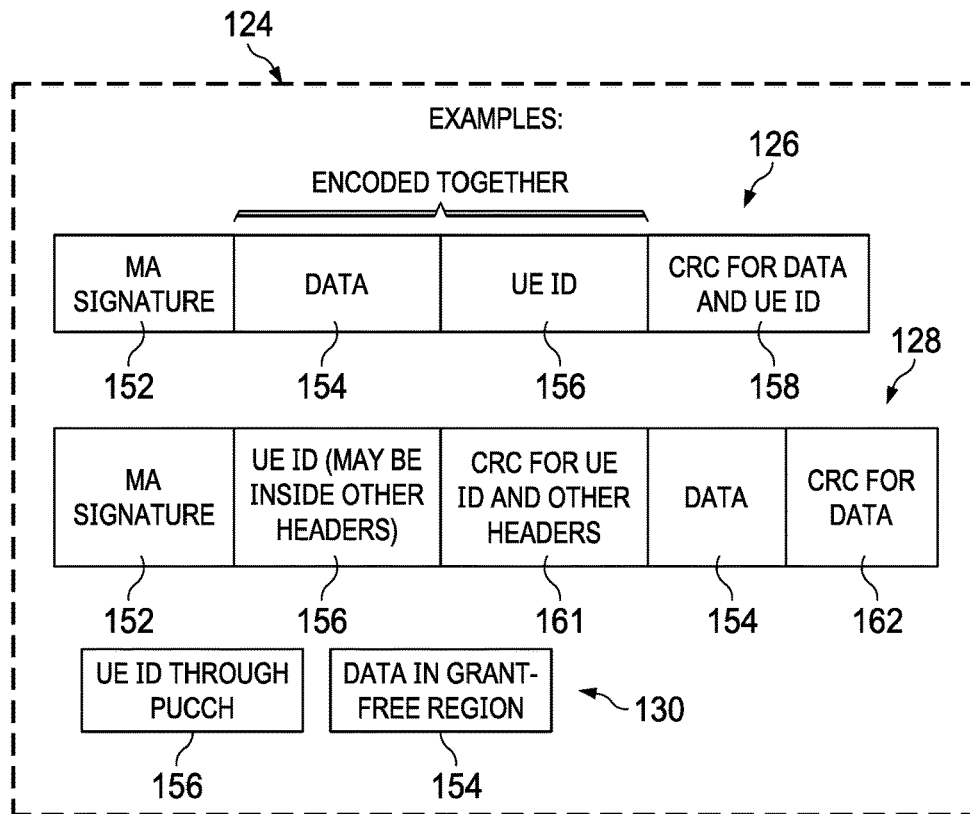 124
EXAMPLES:
126
ENCODED TOGETHER
MA
SIGNATURE
DATA
UE ID
CRC FOR DATA
AND UE ID
152
154
156
158
128
MA
SIGNATURE
UE ID (MAY BE
INSIDE OTHER
HEADERS)
CRC FOR UE
ID AND OTHER
HEADERS
DATA
CRC FOR
DATA
152
156
161
154
162
UE ID THROUGH
PUCCH
DATA IN GRANT-
FREE REGION
130
156
154